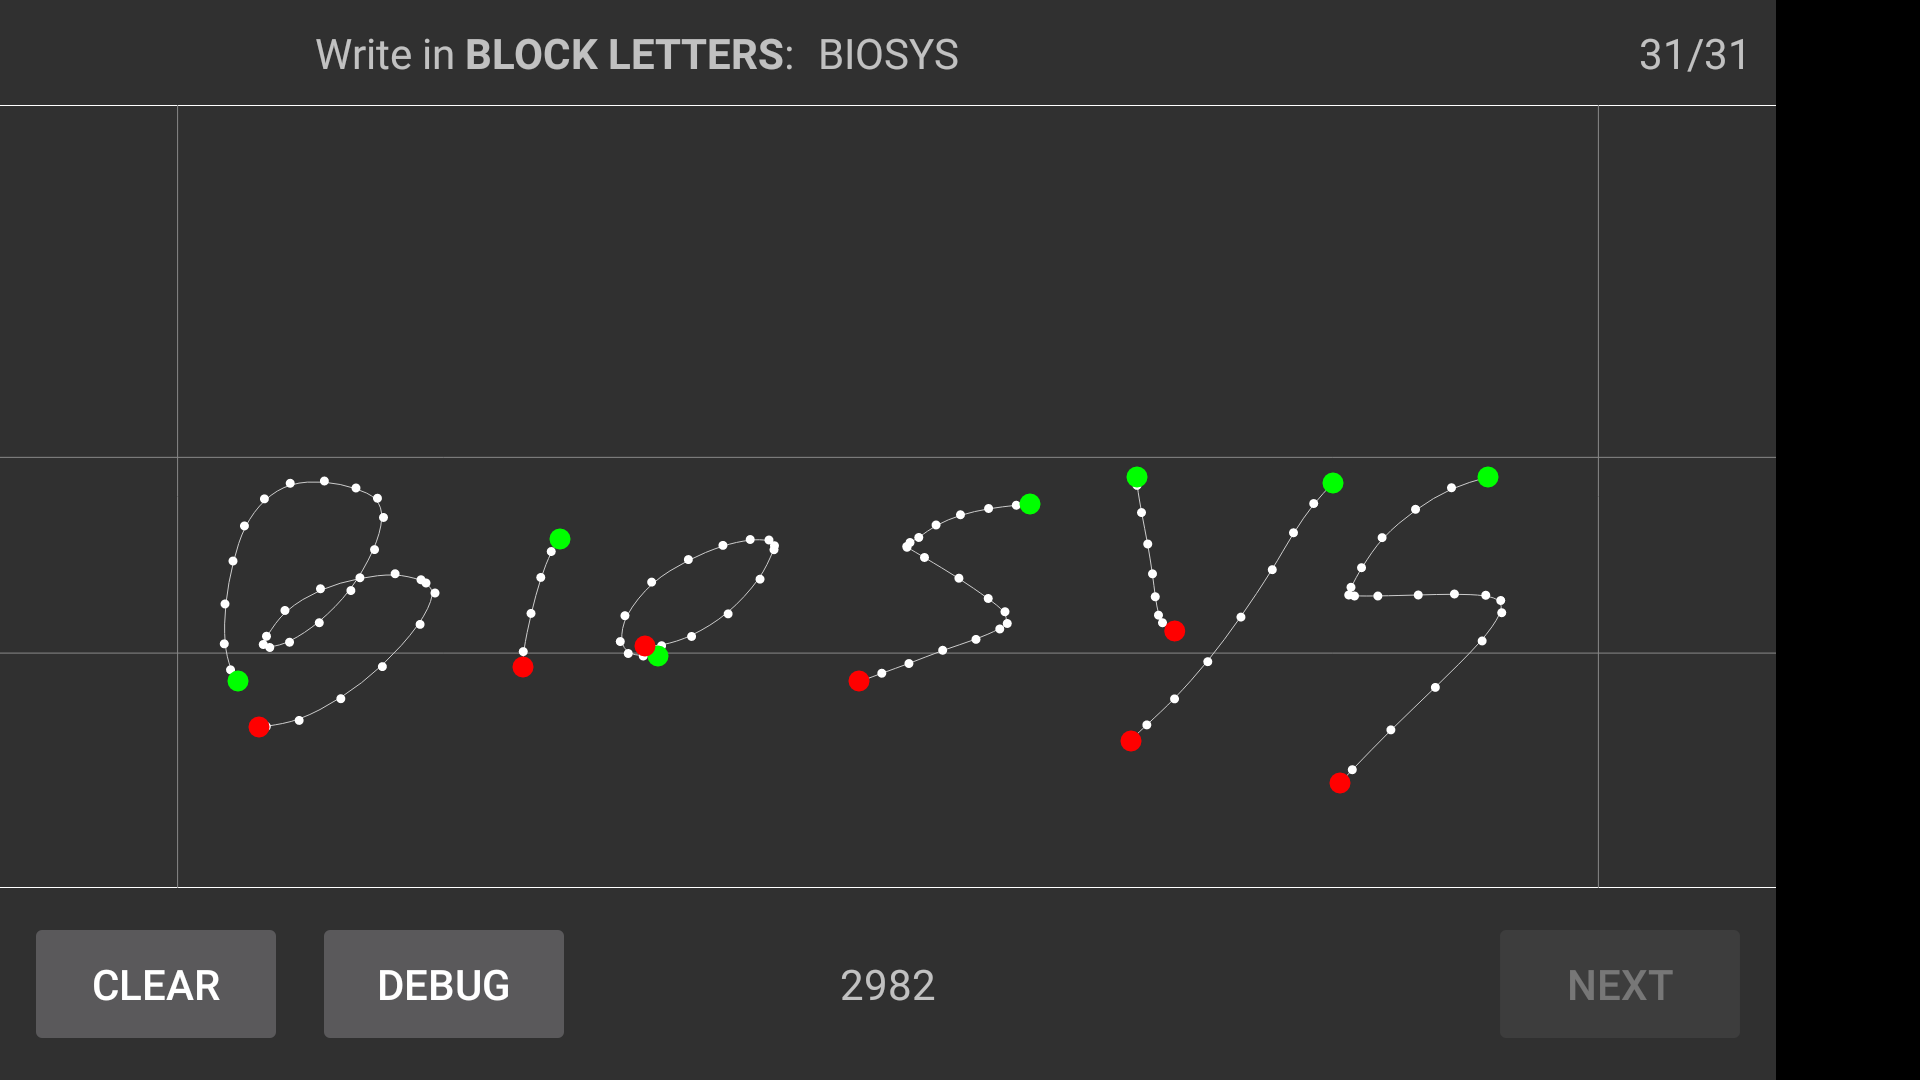 Write in BLOCK LETTERS: BIOSYS 31/31
BIOSYS
CLEAR DEBUG 2982 NEXT